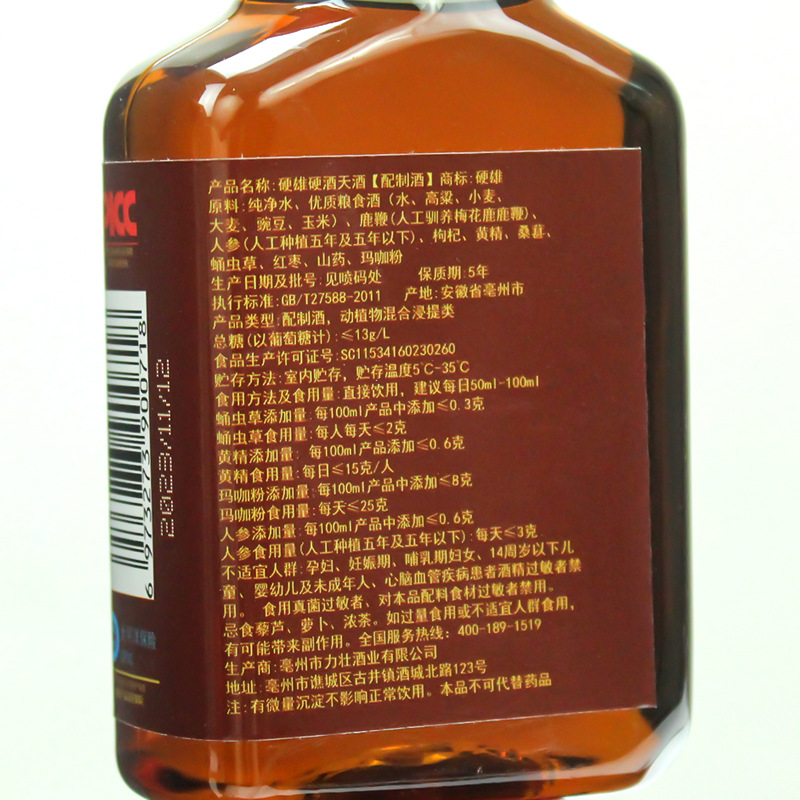 产品名称:硬雄硬酒天酒【配制酒】商标:硬雄
原料:纯净水、优质粮食酒（水、高粱、小麦、
大麦、豌豆、玉米）、鹿鞭(人工驯养梅花鹿鹿鞭)、
人参(人工种植五年及五年以下)、枸杞、黄精、桑葚、
蛹虫草、红枣、山药、玛咖粉
生产日期及批号:见喷码处 保质期:5年
执行标准:GB/T27588-2011 产地:安徽省亳州市
产品类型:配制酒，动植物混合浸提类
总糖(以葡萄糖计):≤13g/L
食品生产许可证号:SC11534160230260
贮存方法:室内贮存，贮存温度5℃-35℃
食用方法及食用量:直接饮用，建议每日50ml-100ml
蛹虫草添加量:每100ml产品中添加≤0.3克
蛹虫草食用量:每人每天≤2克
黄精添加量: 每100ml产品添加≤0.6克
黄精食用量:每日≤15克/人
玛咖粉添加量:每100ml产品中添加≤8克
玛咖粉食用量:每天≤25克
人参添加量:每100ml产品中添加≤0.6克
人参食用量(人工种植五年及五年以下):每天≤3克
不适宜人群:孕妇、妊娠期、哺乳期妇女、14周岁以下儿
童、婴幼儿及未成年人、心脑血管疾病患者酒精过敏者禁
用。 食用真菌过敏者、对本品配料食材过敏者禁用。
忌食藜芦、萝卜、浓茶。如过量食用或不适宜人群食用，
有可能带来副作用。全国服务热线：400-189-1519
生产商:亳州市力壮酒业有限公司
地址:亳州市谯城区古井镇酒城北路123号
注:有微量沉淀不影响正常饮用。本品不可代替药品
6 973273 900718
2023/11/12